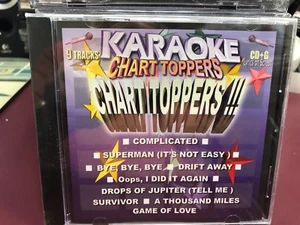 KARAOKE
9 TRACKS
CHART TOPPERS
CD+G
CHART TOPPERS !!!
COMPLICATED
SUPERMAN (IT'S NOT EASY)
BYE, BYE, BYE DRIFT AWAY
Oops, I DID IT AGAIN
DROPS OF JUPITER (TELL ME)
SURVIVOR A THOUSAND MILES
GAME OF LOVE